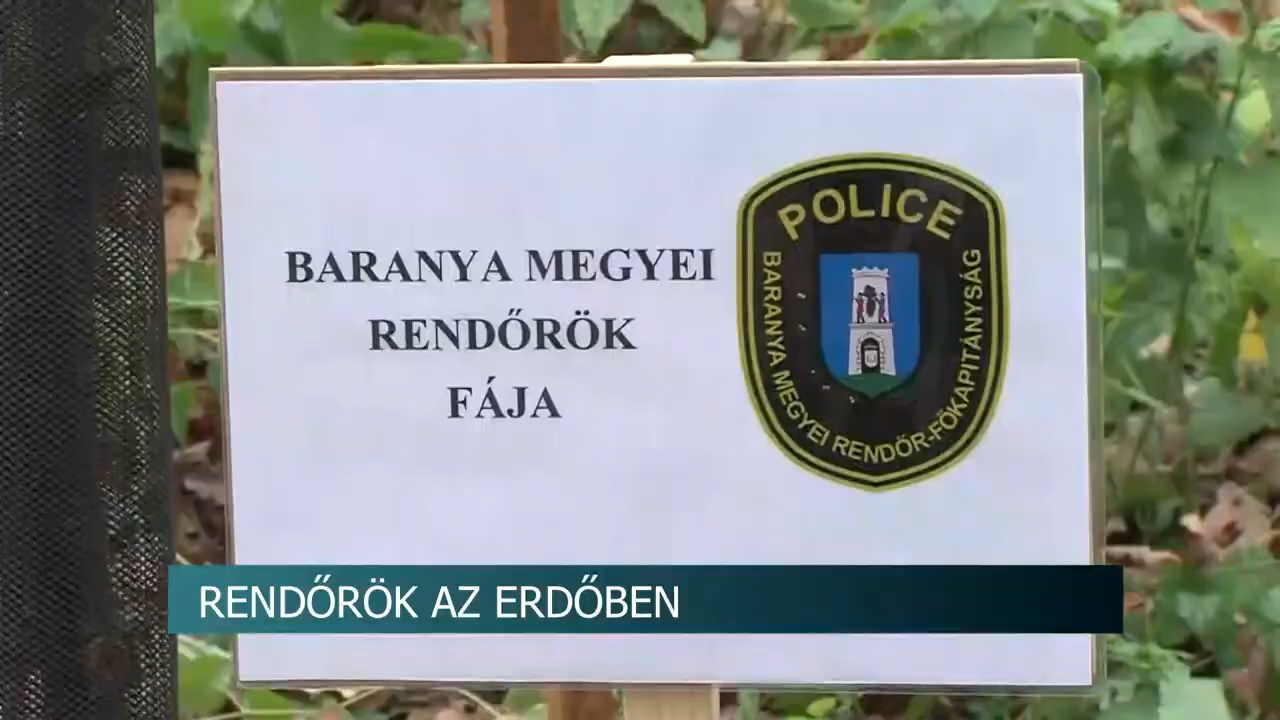 BARANYA MEGYEI
RENDŐRÖK
FÁJA
POLICE
BARANYA MEGYEI RENDŐR-FŐKAPITÁNYSÁG
RENDŐRÖK AZ ERDŐBEN